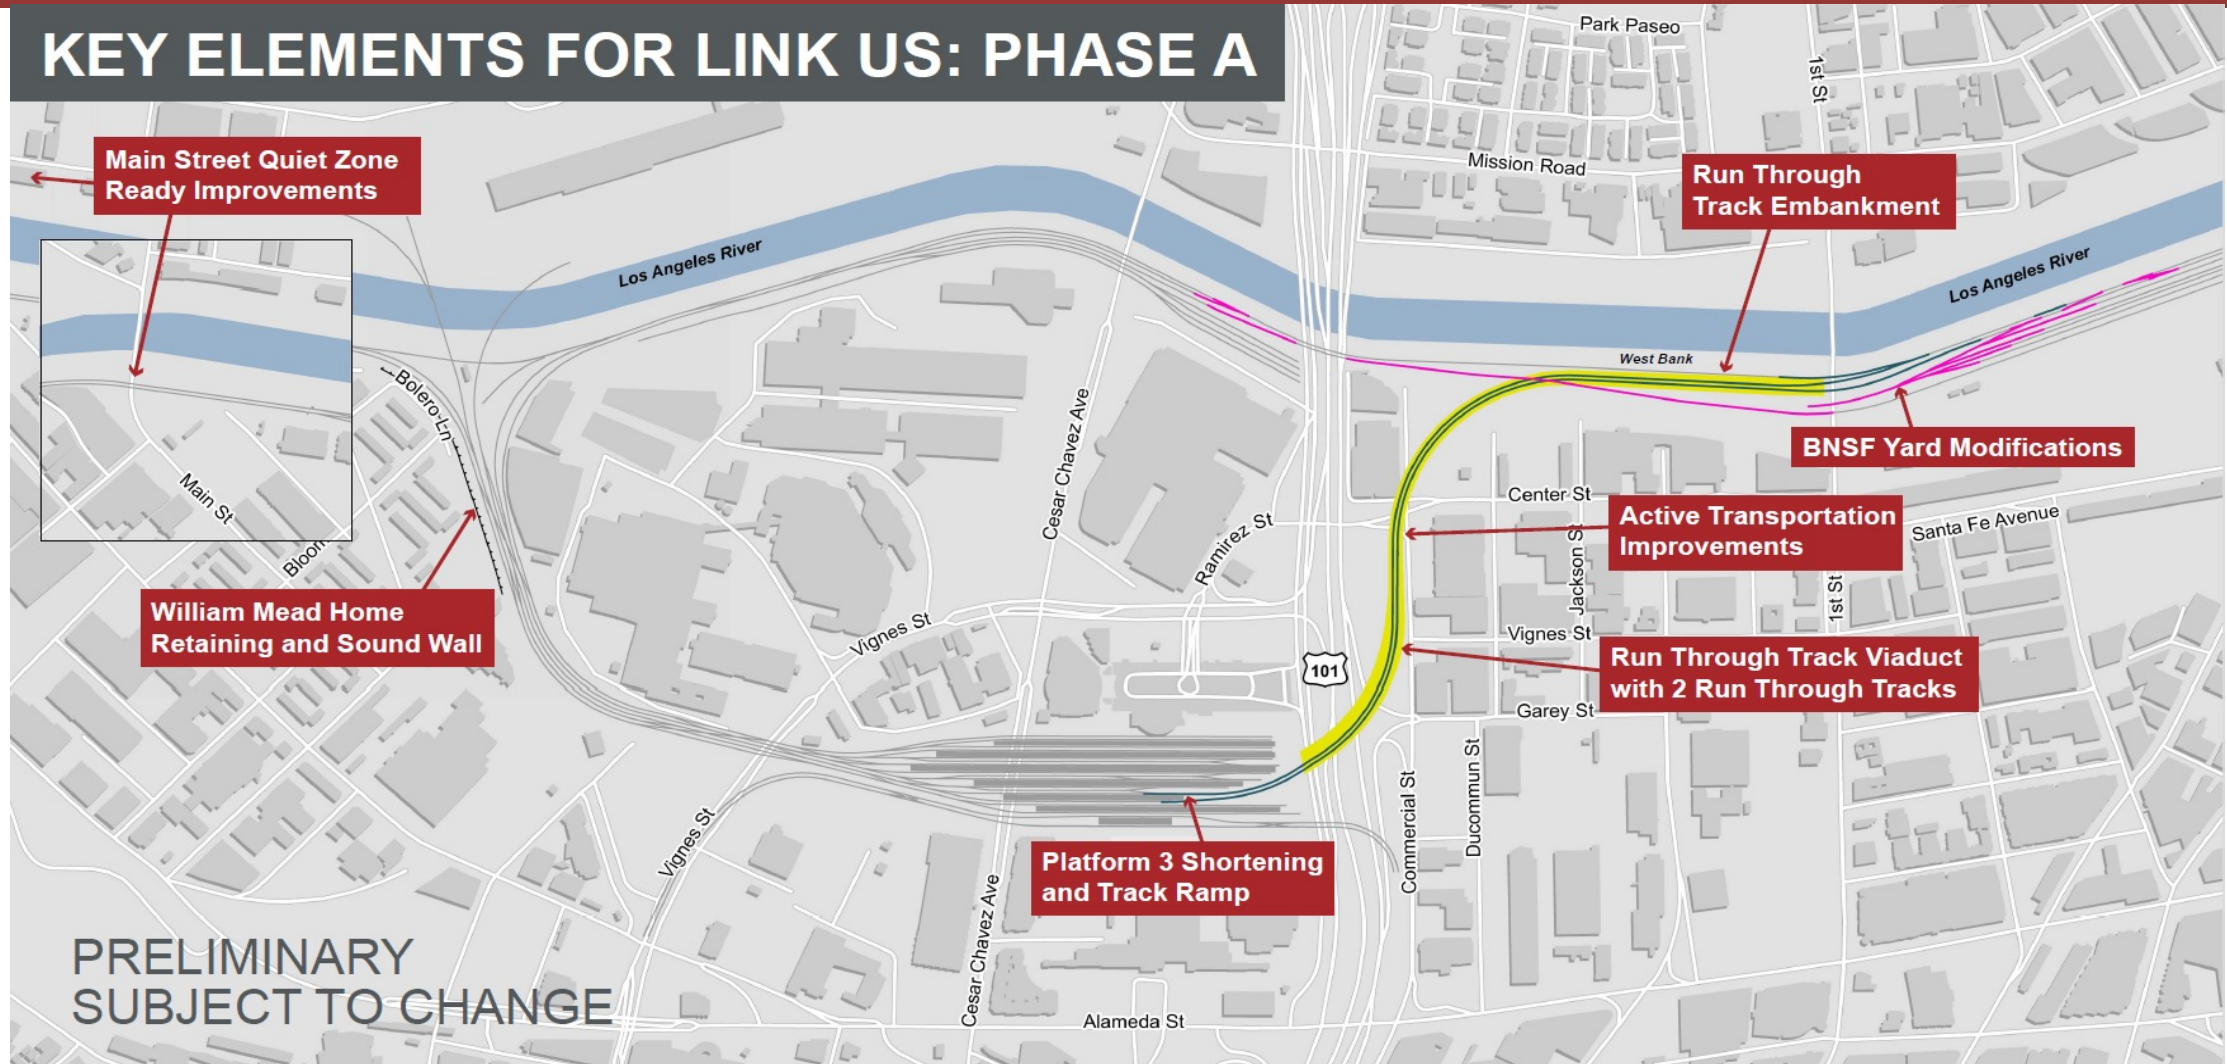 KEY ELEMENTS FOR LINK US: PHASE A
Park Paseo
1st St
Mission Road
Main Street Quiet Zone
Ready Improvements
Run Through
Track Embankment
Los Angeles River
Los Angeles River
West Bank
Bolero Ln
Cesar Chavez Ave
BNSF Yard Modifications
Main St
Center St
Active Transportation
Improvements
Santa Fe Avenue
Ramirez St
Jackson St
1st St
Bloom
William Mead Home
Retaining and Sound Wall
Vignes St
Vignes St
Run Through Track Viaduct
with 2 Run Through Tracks
101
Garey St
Commercial St
Ducommun St
Vignes St
Platform 3 Shortening
and Track Ramp
Cesar Chavez Ave
PRELIMINARY
SUBJECT TO CHANGE
Alameda St